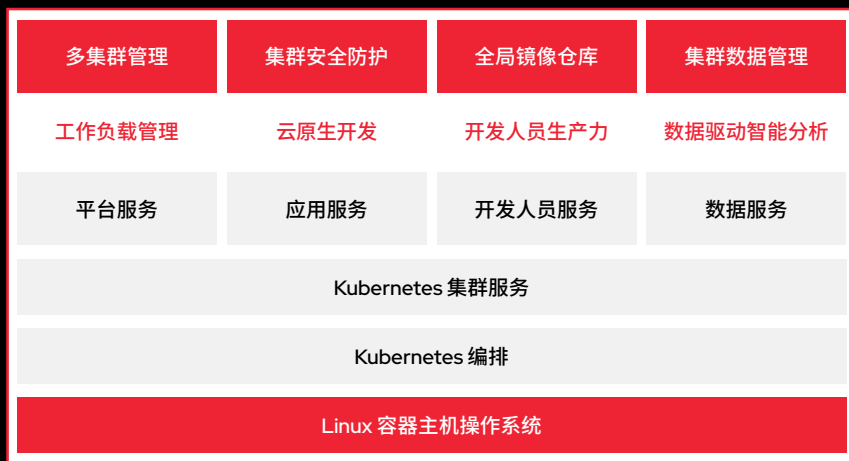 多集群管理 集群安全防护 全局镜像仓库 集群数据管理
工作负载管理 云原生开发 开发人员生产力 数据驱动智能分析
平台服务 应用服务 开发人员服务 数据服务
Kubernetes 集群服务
Kubernetes 编排
Linux 容器主机操作系统